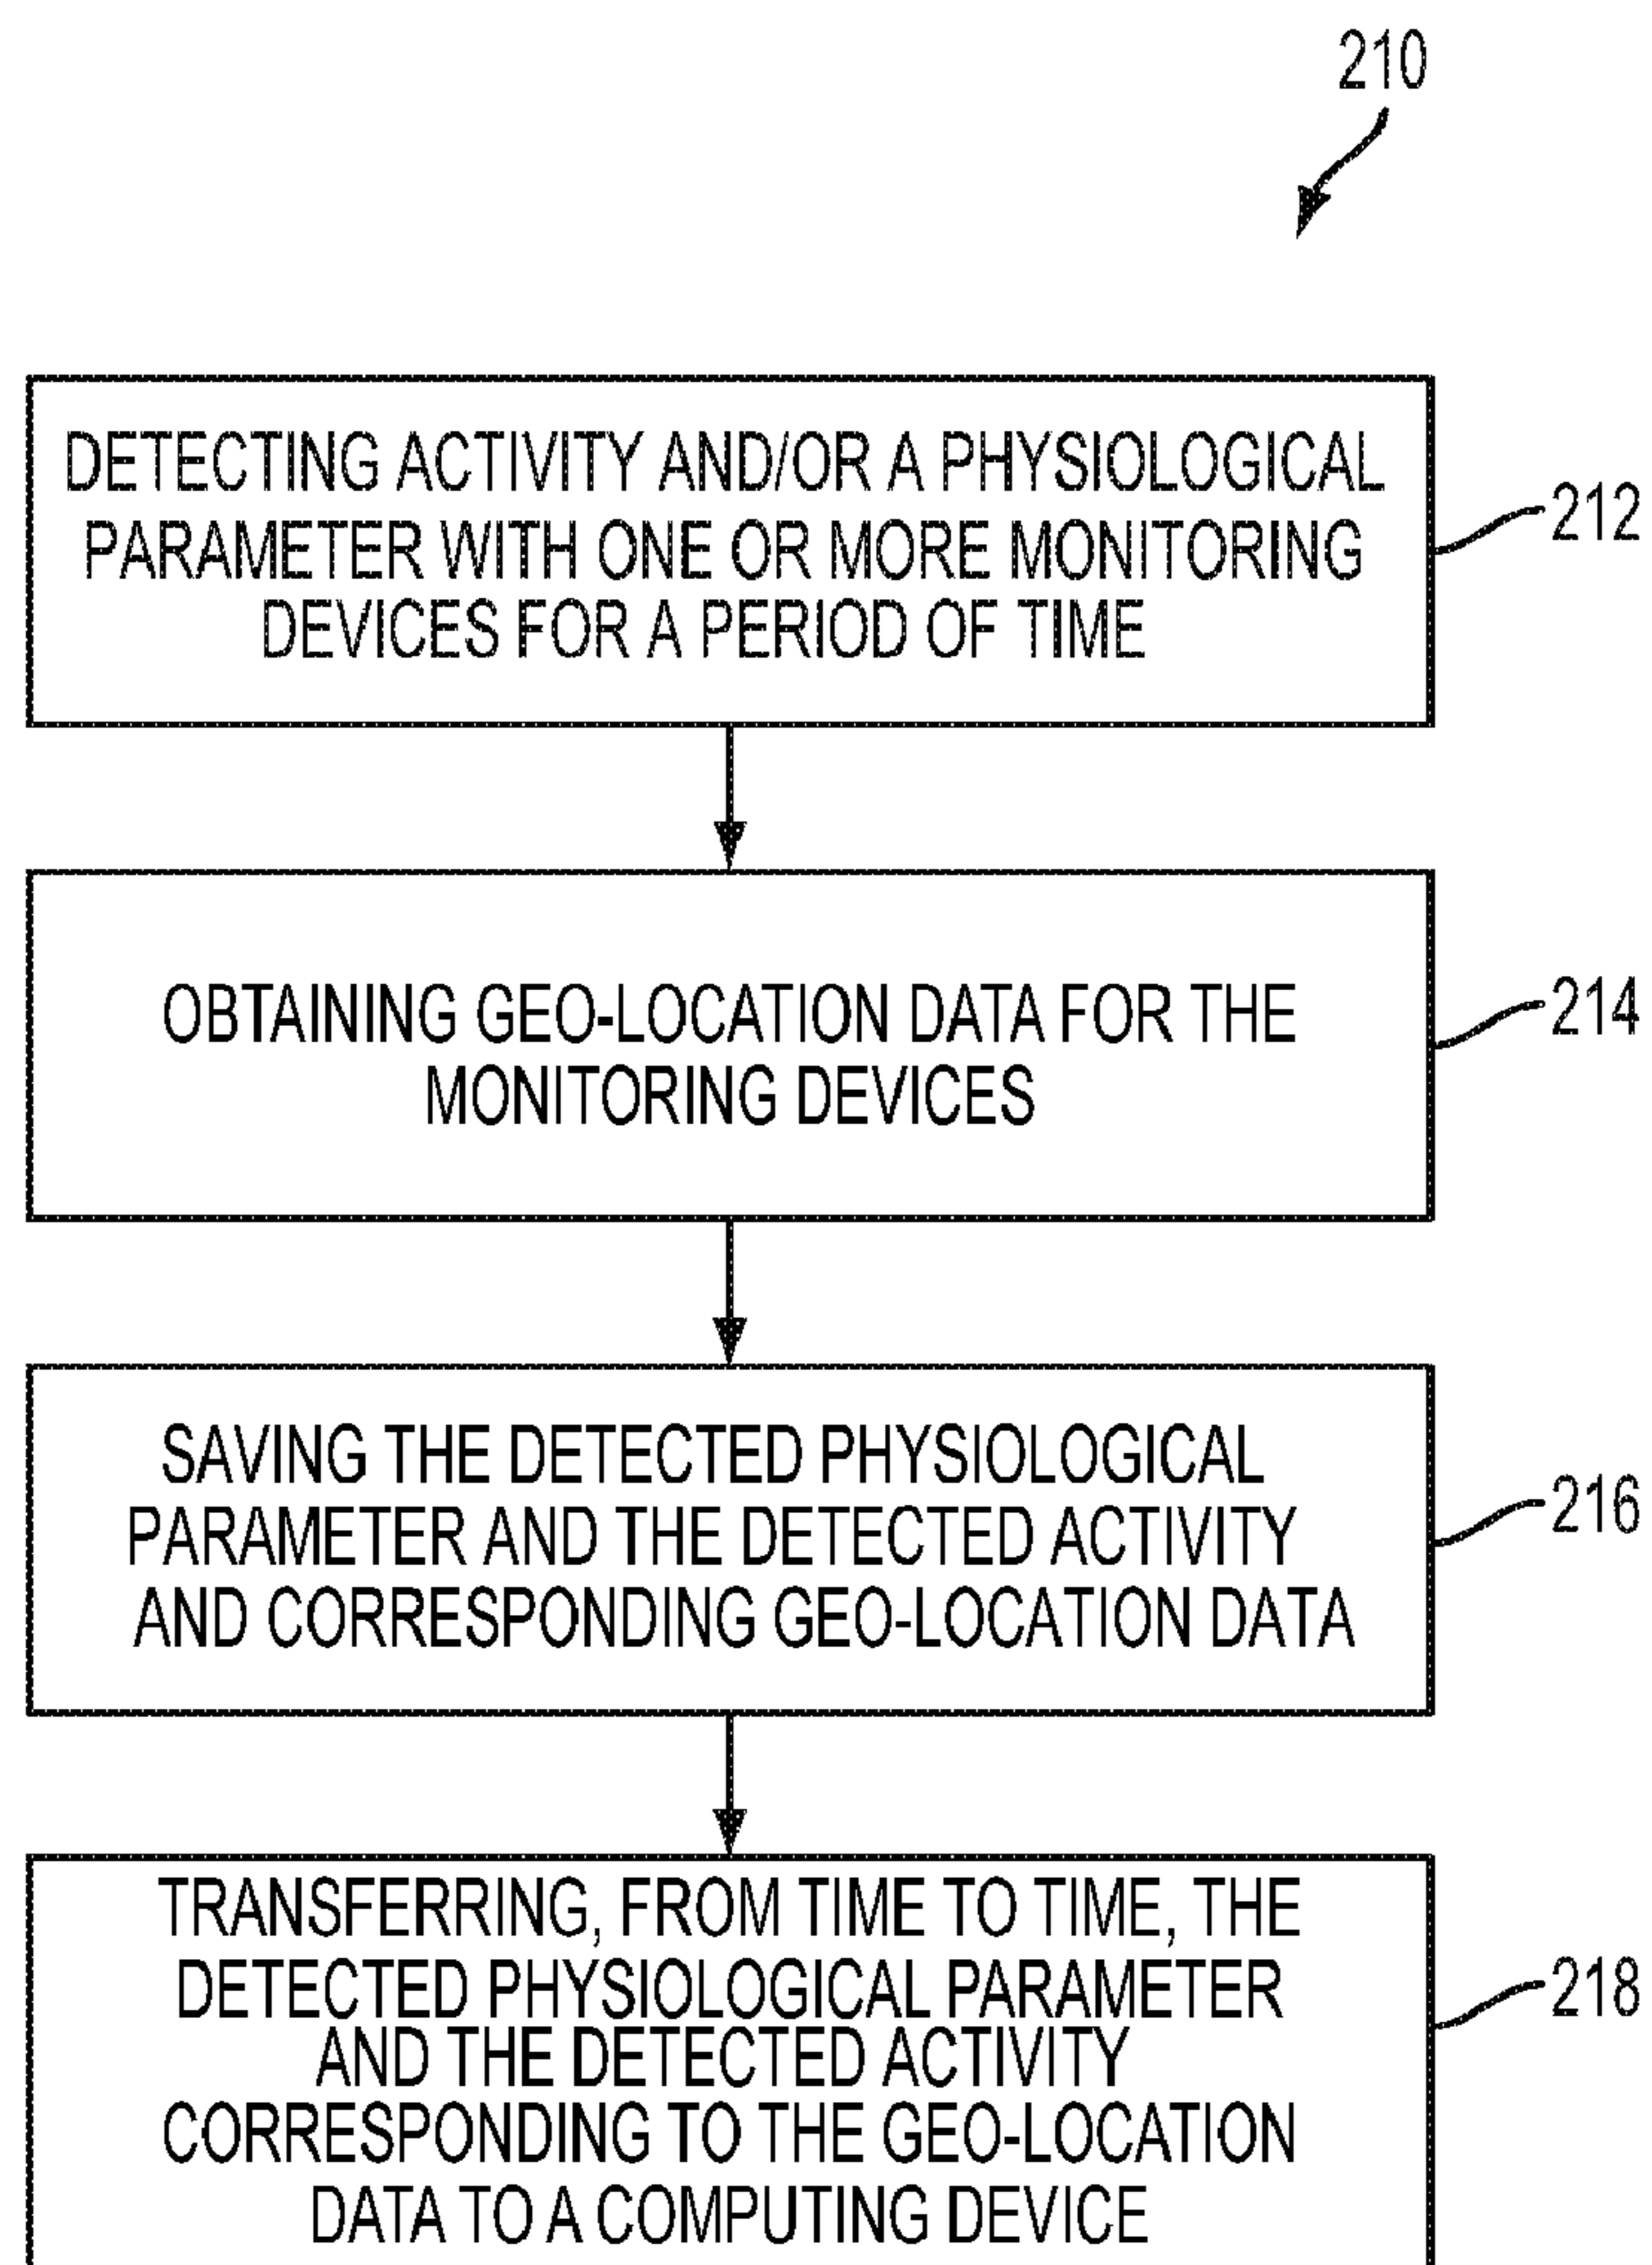 210
DETECTING ACTIVITY AND/OR A PHYSIOLOGICAL
PARAMETER WITH ONE OR MORE MONITORING
DEVICES FOR A PERIOD OF TIME
212
OBTAINING GEO-LOCATION DATA FOR THE
MONITORING DEVICES
214
SAVING THE DETECTED PHYSIOLOGICAL
PARAMETER AND THE DETECTED ACTIVITY
AND CORRESPONDING GEO-LOCATION DATA
216
TRANSFERRING, FROM TIME TO TIME, THE
DETECTED PHYSIOLOGICAL PARAMETER
AND THE DETECTED ACTIVITY
CORRESPONDING TO THE GEO-LOCATION
DATA TO A COMPUTING DEVICE
218